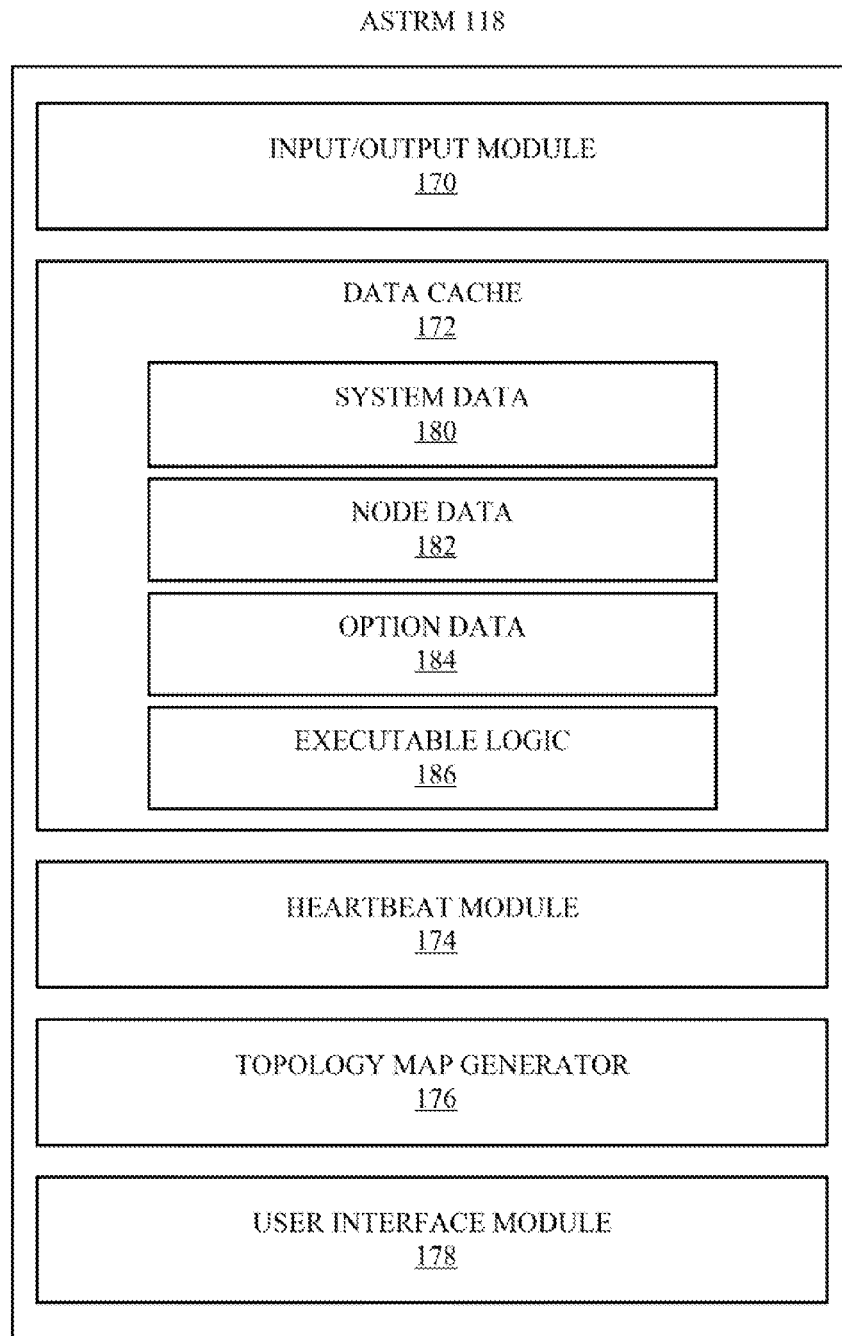 ASTRM 118
INPUT/OUTPUT MODULE
170
DATA CACHE
172
SYSTEM DATA
180
NODE DATA
182
OPTION DATA
184
EXECUTABLE LOGIC
186
HEARTBEAT MODULE
174
TOPOLOGY MAP GENERATOR
176
USER INTERFACE MODULE
178